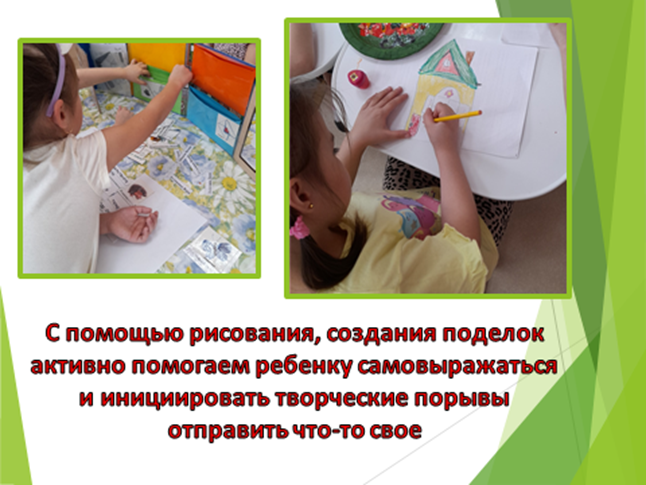 С помощью рисования, создания поделок
активно помогаем ребенку самовыражаться
и инициировать творческие порывы
отправить что-то свое